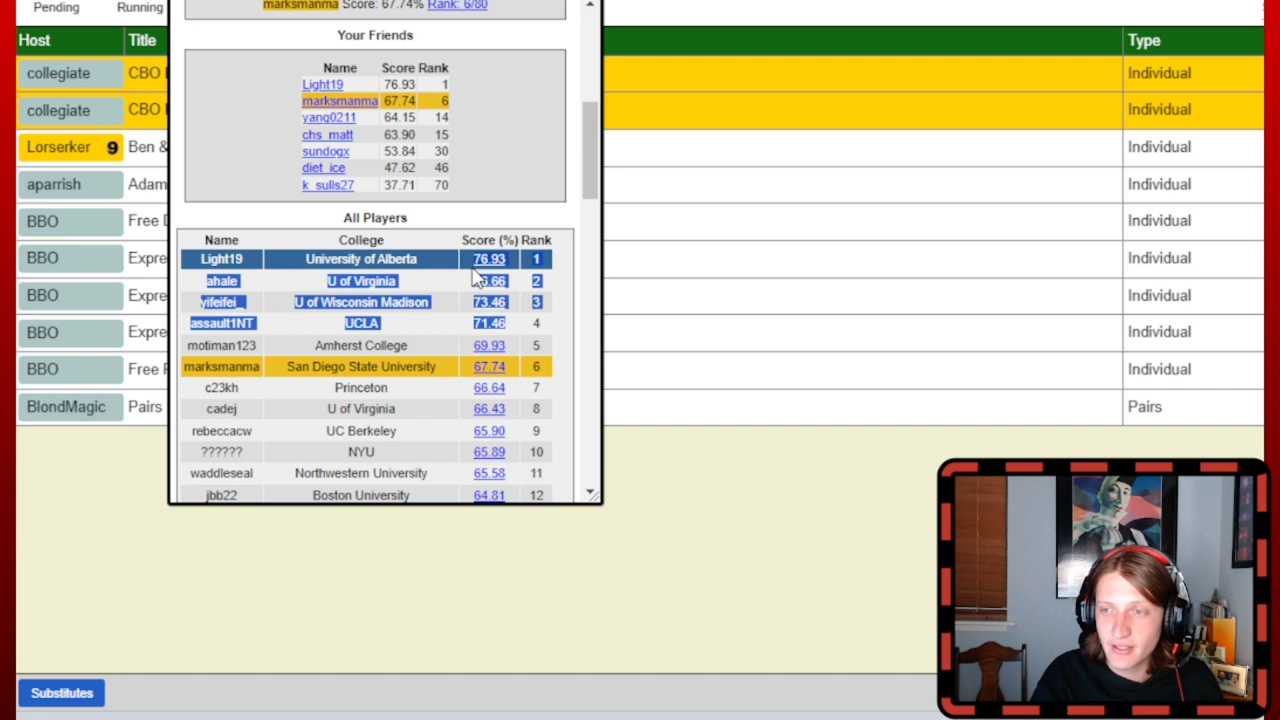 Pending Running
marksmanma Score: 67.74% Rank: 6/80
Your Friends
Name Score Rank
Light19 76.93 1
marksmanma 67.74 6
yang0211 64.15 14
chs_matt 63.90 15
sundogx 53.84 30
diet_ice 47.62 46
k_sulls27 37.71 70
All Players
Name College Score (%) Rank
Light19 University of Alberta 76.93 1
ahale U of Virginia .66 2
yifeifei_ U of Wisconsin Madison 73.46 3
assault1NT UCLA 71.46 4
motiman123 Amherst College 69.93 5
marksmanma San Diego State University 67.74 6
c23kh Princeton 66.64 7
cadej U of Virginia 66.43 8
rebeccacw UC Berkeley 65.90 9
?????? NYU 65.89 10
waddleseal Northwestern University 65.58 11
jbb22 Boston University 64.81 12
Host Title Type
collegiate CBO Individual
collegiate CBO Individual
Lorserker 9 Ben & Individual
aparrish Adam Individual
BBO Free Individual
BBO Expre Individual
BBO Expre Individual
BBO Expre Individual
BBO Free Individual
BlondMagic Pairs Pairs
Substitutes